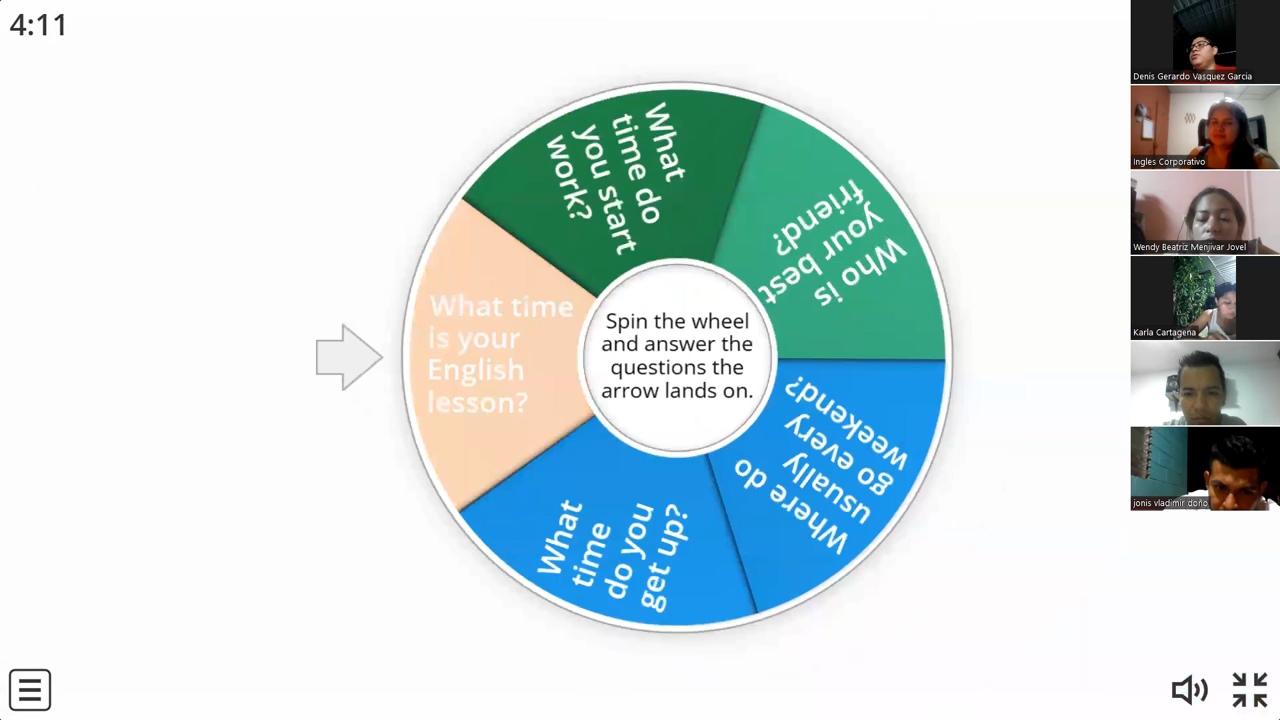 4:11
What
time do
you start
work?
Who is
your best
friend?
What time
is your
English
lesson?
Spin the wheel
and answer the
questions the
arrow lands on.
Where do
usually
go every
weekend?
What
time
do you
get up?
Denis Gerardo Vasquez Garcia
Ingles Corporativo
Wendy Beatriz Menjivar Jovel
Karla Cartagena
jonis vladimir doño